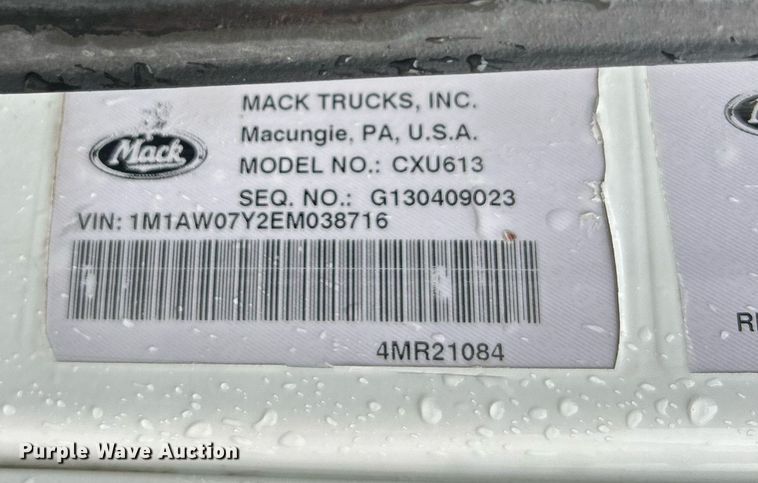 Mack
MACK TRUCKS, INC.
Macungie, PA, U.S.A.
MODEL NO.: CXU613
SEQ. NO.: G130409023
VIN: 1M1AW07Y2EM038716
4MR21084
Purple Wave Auction